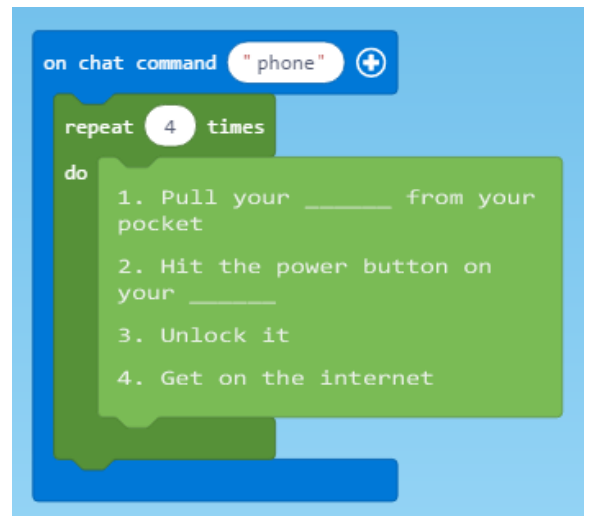 on chat command "phone"
repeat 4 times
do
1. Pull your ______ from your
pocket
2. Hit the power button on
your ______
3. Unlock it
4. Get on the internet